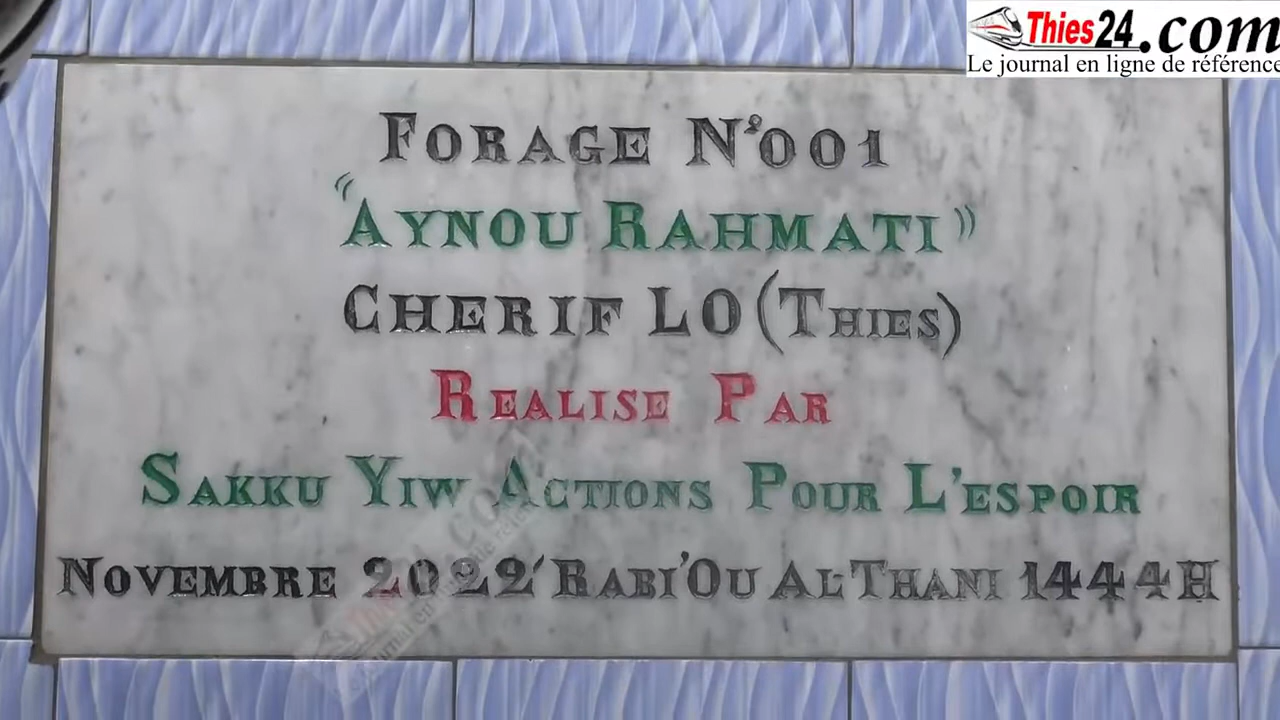 Thies24.com
Le journal en ligne de référence
FORAGE N°001
"AYNOU RAHMATI"
CHERIF LO (THIES)
REALISE PAR
SAKKU YIW ACTIONS POUR L'ESPOIR
NOVEMBRE 2022/RABI'OU AL-THANI 1444H